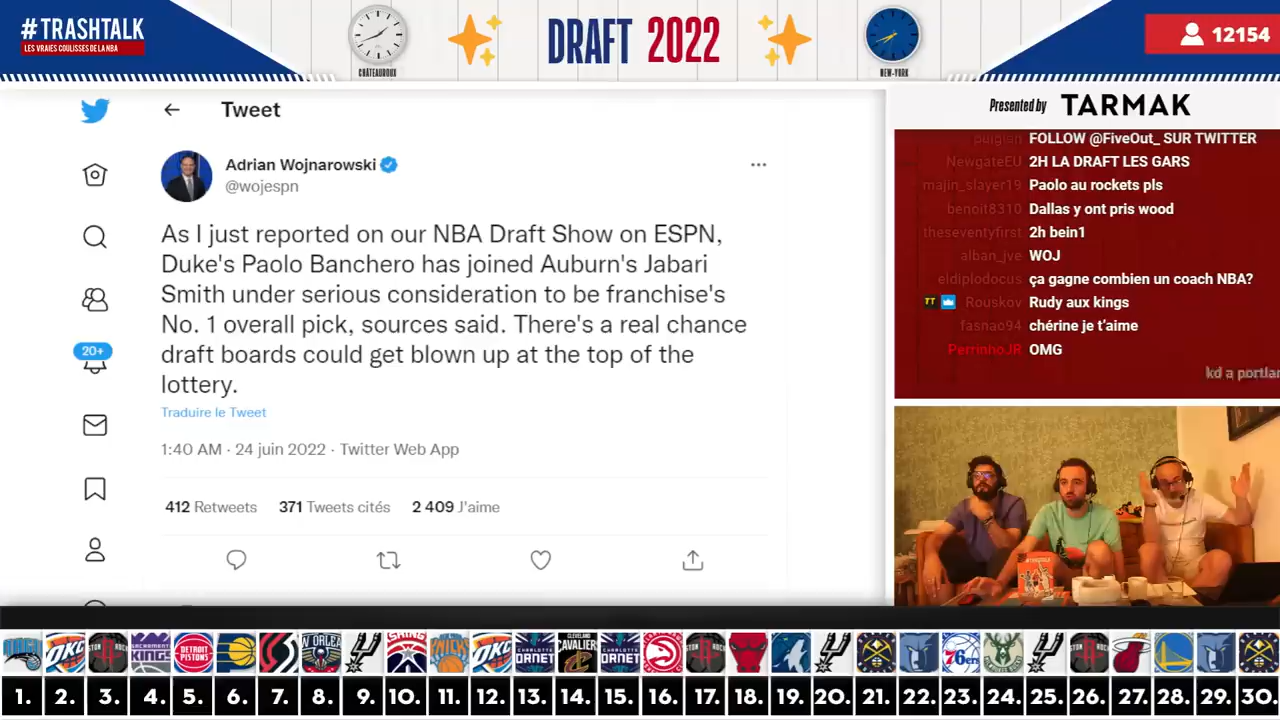 #TRASHTALK
LES VRAIES COULISSES DE LA NBA
CHÂTEAUROUX
DRAFT 2022
NEW-YORK
12154
Tweet
Adrian Wojnarowski
@wojespn
As I just reported on our NBA Draft Show on ESPN,
Duke's Paolo Banchero has joined Auburn's Jabari
Smith under serious consideration to be franchise's
No. 1 overall pick, sources said. There's a real chance
draft boards could get blown up at the top of the
lottery.
Traduire le Tweet
1:40 AM · 24 juin 2022 · Twitter Web App
412 Retweets 371 Tweets cités 2 409 J'aime
20+
Presented by TARMAK
FOLLOW @FiveOut_ SUR TWITTER
NewgateEU 2H LA DRAFT LES GARS
majin_slayer19 Paolo au rockets pls
benoit8310 Dallas y ont pris wood
theseventyfirst 2h bein1
alban_jve WOJ
eldiplodocus ça gagne combien un coach NBA?
TT Rouskov Rudy aux kings
fasnao94 chérine je t'aime
PerrinhoJR OMG
kd a portlan
1. 2. 3. 4. 5. 6. 7. 8. 9. 10. 11. 12. 13. 14. 15. 16. 17. 18. 19. 20. 21. 22. 23. 24. 25. 26. 27. 28. 29. 30.